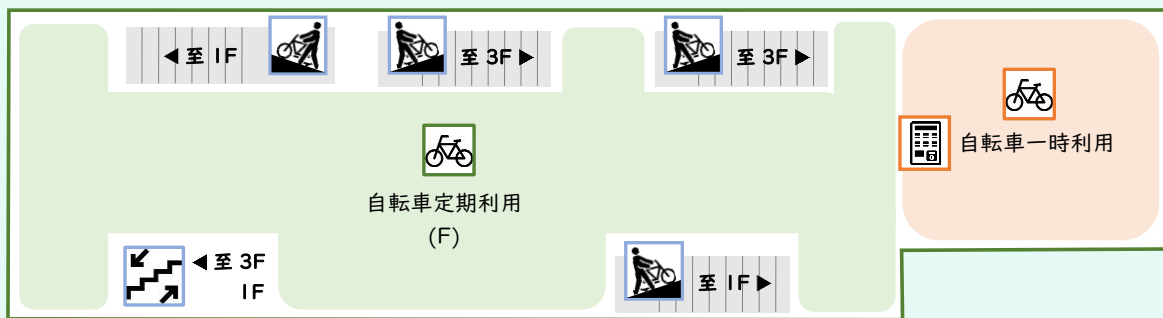 ◀ 至 1F
至 3F ▶
至 3F ▶
自転車一時利用
自転車定期利用
(F)
◀ 至 3F
1F
至 1F ▶